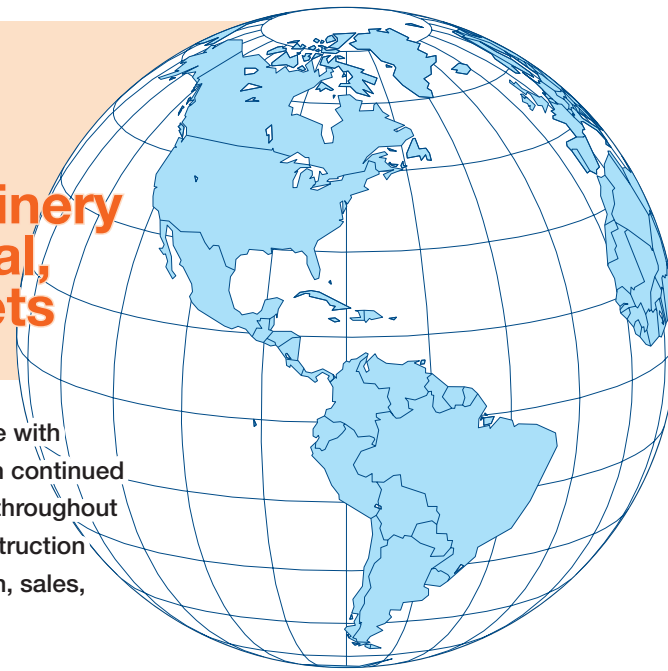 inery
al,
ets
e with
n continued
throughout
truction
n, sales,